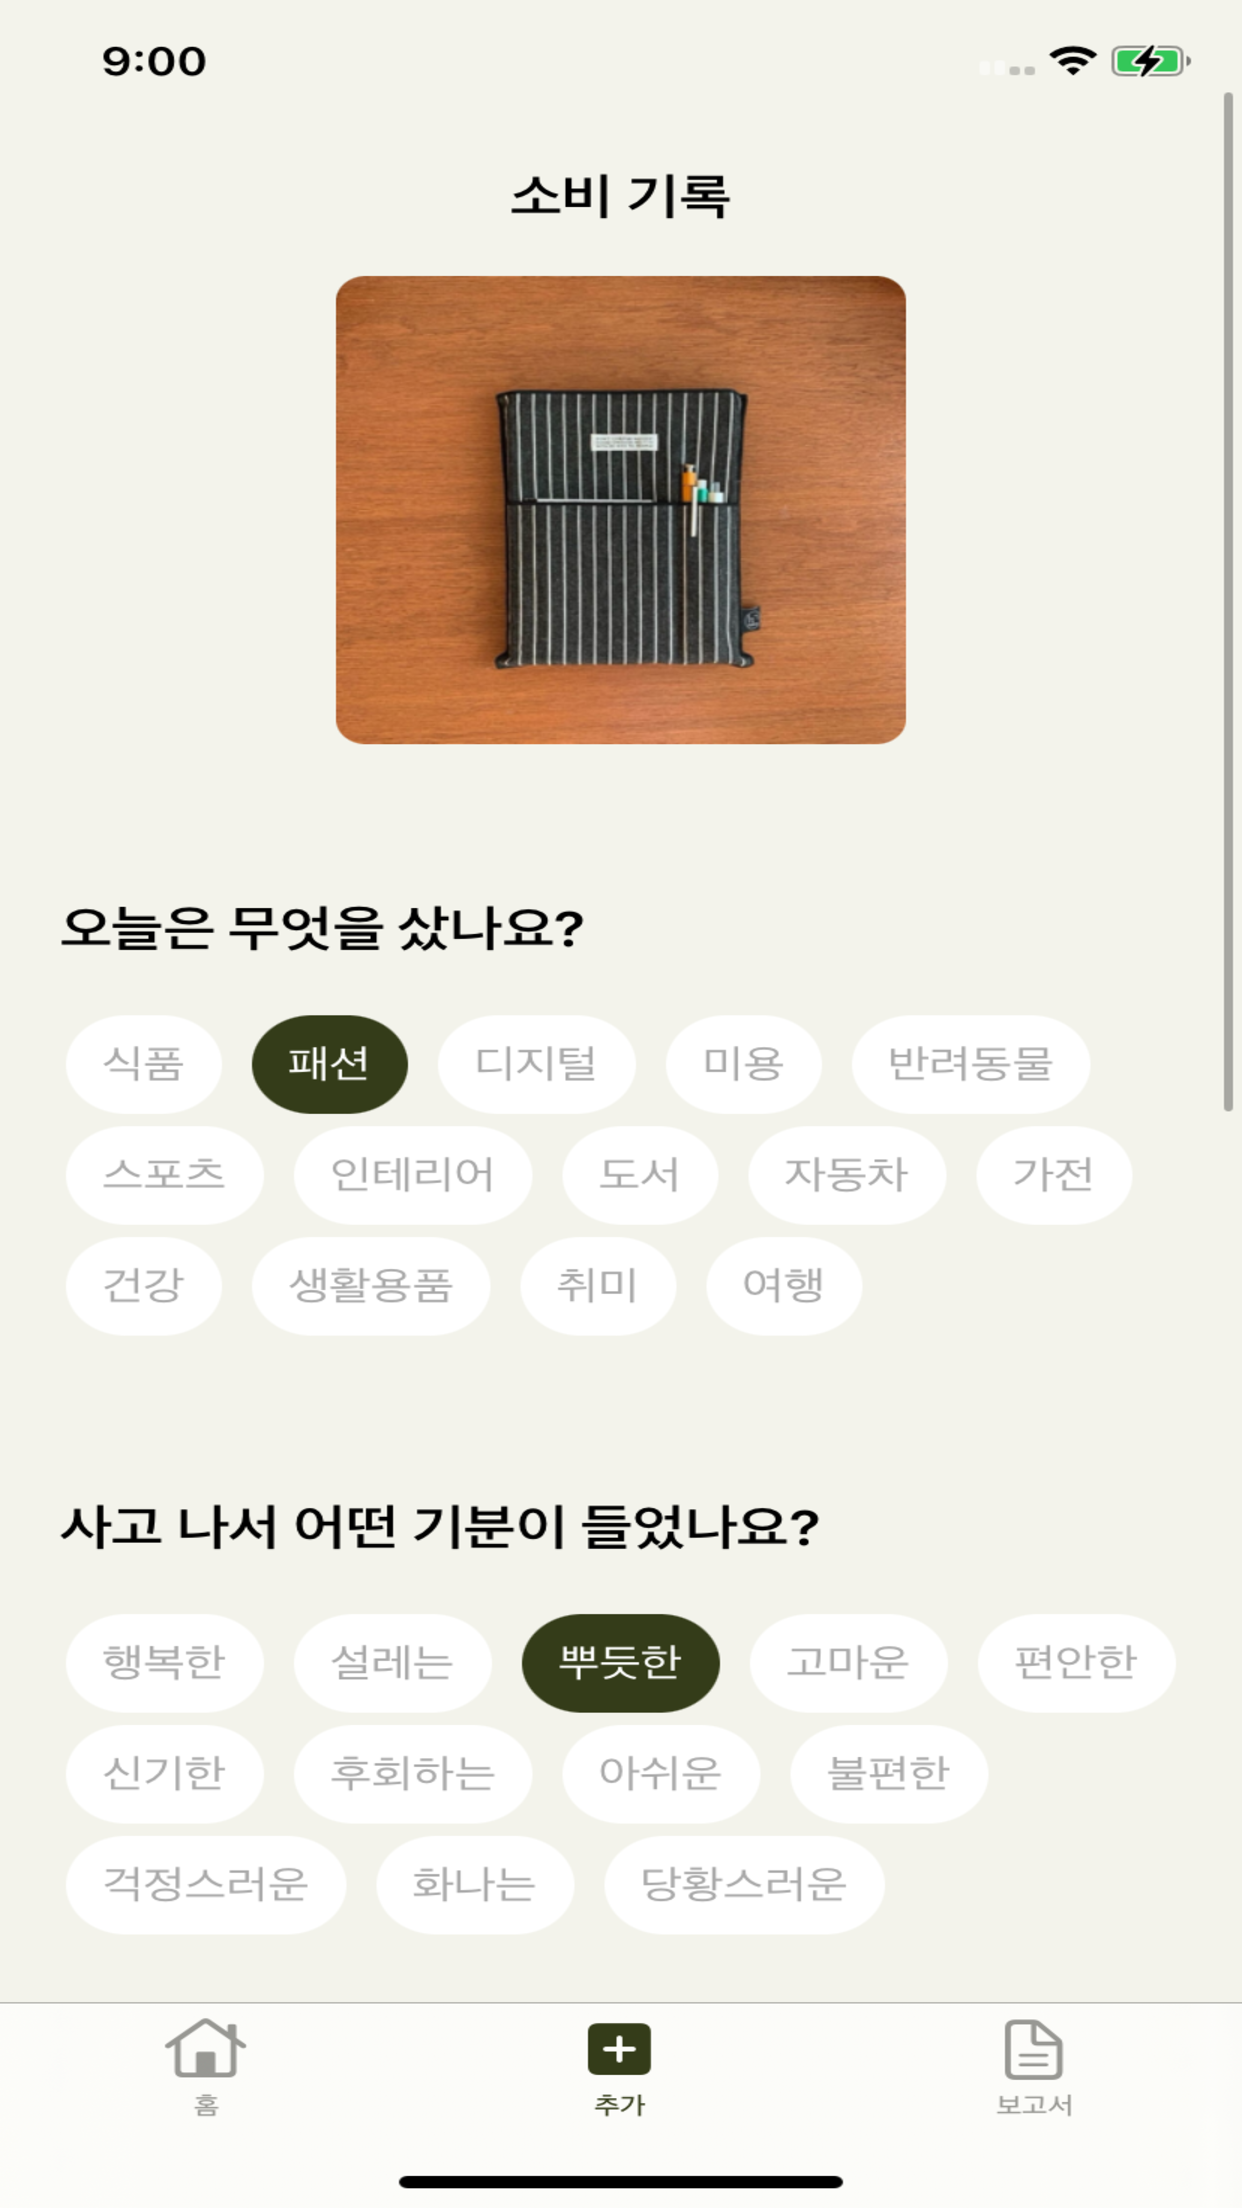 9:00
소비 기록
오늘은 무엇을 샀나요?
식품 패션 디지털 미용 반려동물
스포츠 인테리어 도서 자동차 가전
건강 생활용품 취미 여행
사고 나서 어떤 기분이 들었나요?
행복한 설레는 뿌듯한 고마운 편안한
신기한 후회하는 아쉬운 불편한
걱정스러운 화나는 당황스러운
홈 추가 보고서